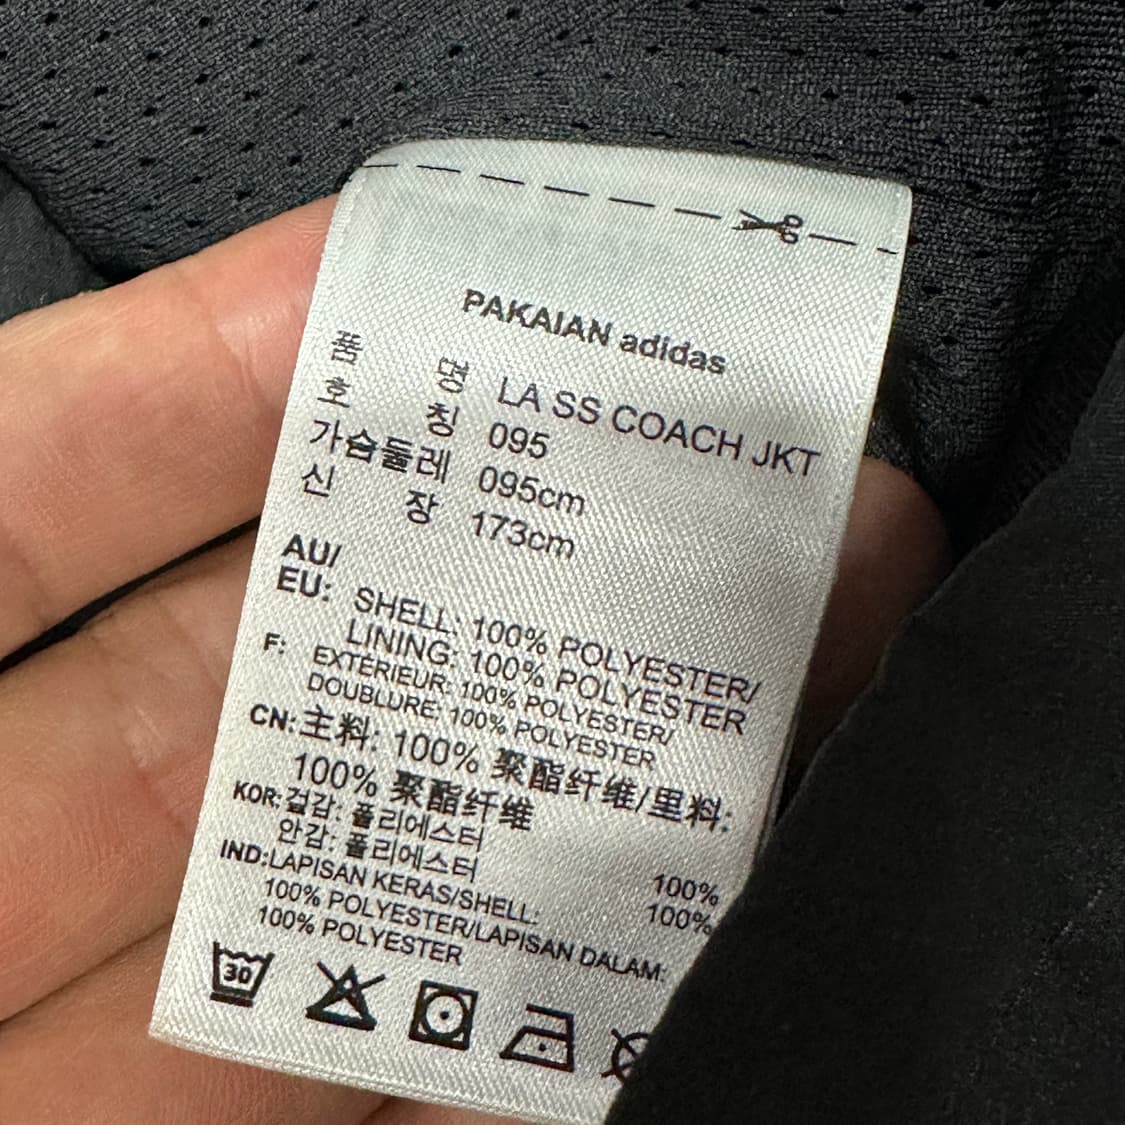 PAKAIAN adidas
품 명 LA SS COACH JKT
호 칭 095
가슴둘레 095cm
신 장 173cm
AU/
EU: SHELL: 100% POLYESTER/
LINING: 100% POLYESTER
F: EXTÉRIEUR: 100% POLYESTER/
DOUBLURE: 100% POLYESTER
CN:主料: 100% 聚酯纤维/里料:
100% 聚酯纤维
KOR:겉감: 폴리에스터 100%
안감: 폴리에스터 100%
IND:LAPISAN KERAS/SHELL:
100% POLYESTER/LAPISAN DALAM:
100% POLYESTER
30